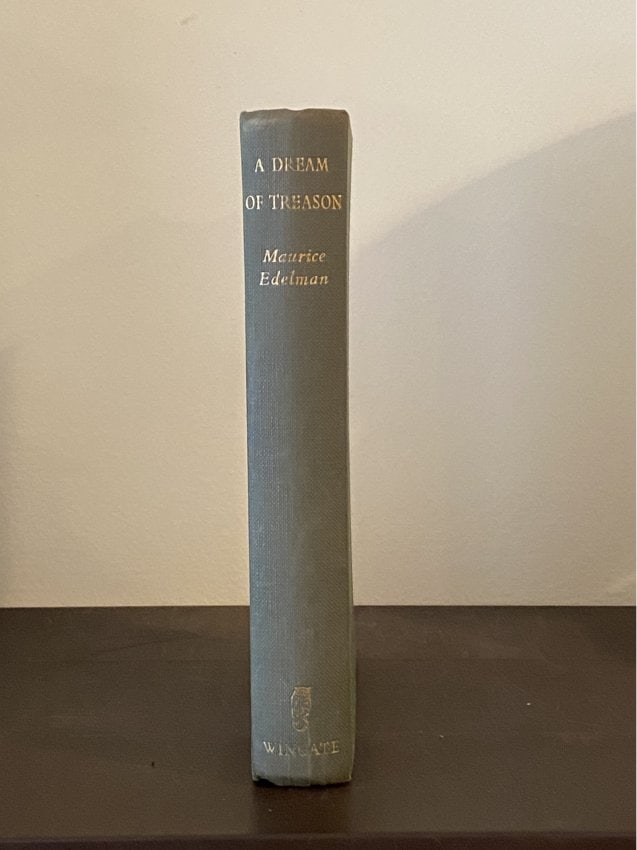 A DREAM
OF TREASON
Maurice
Edelman
WINGATE